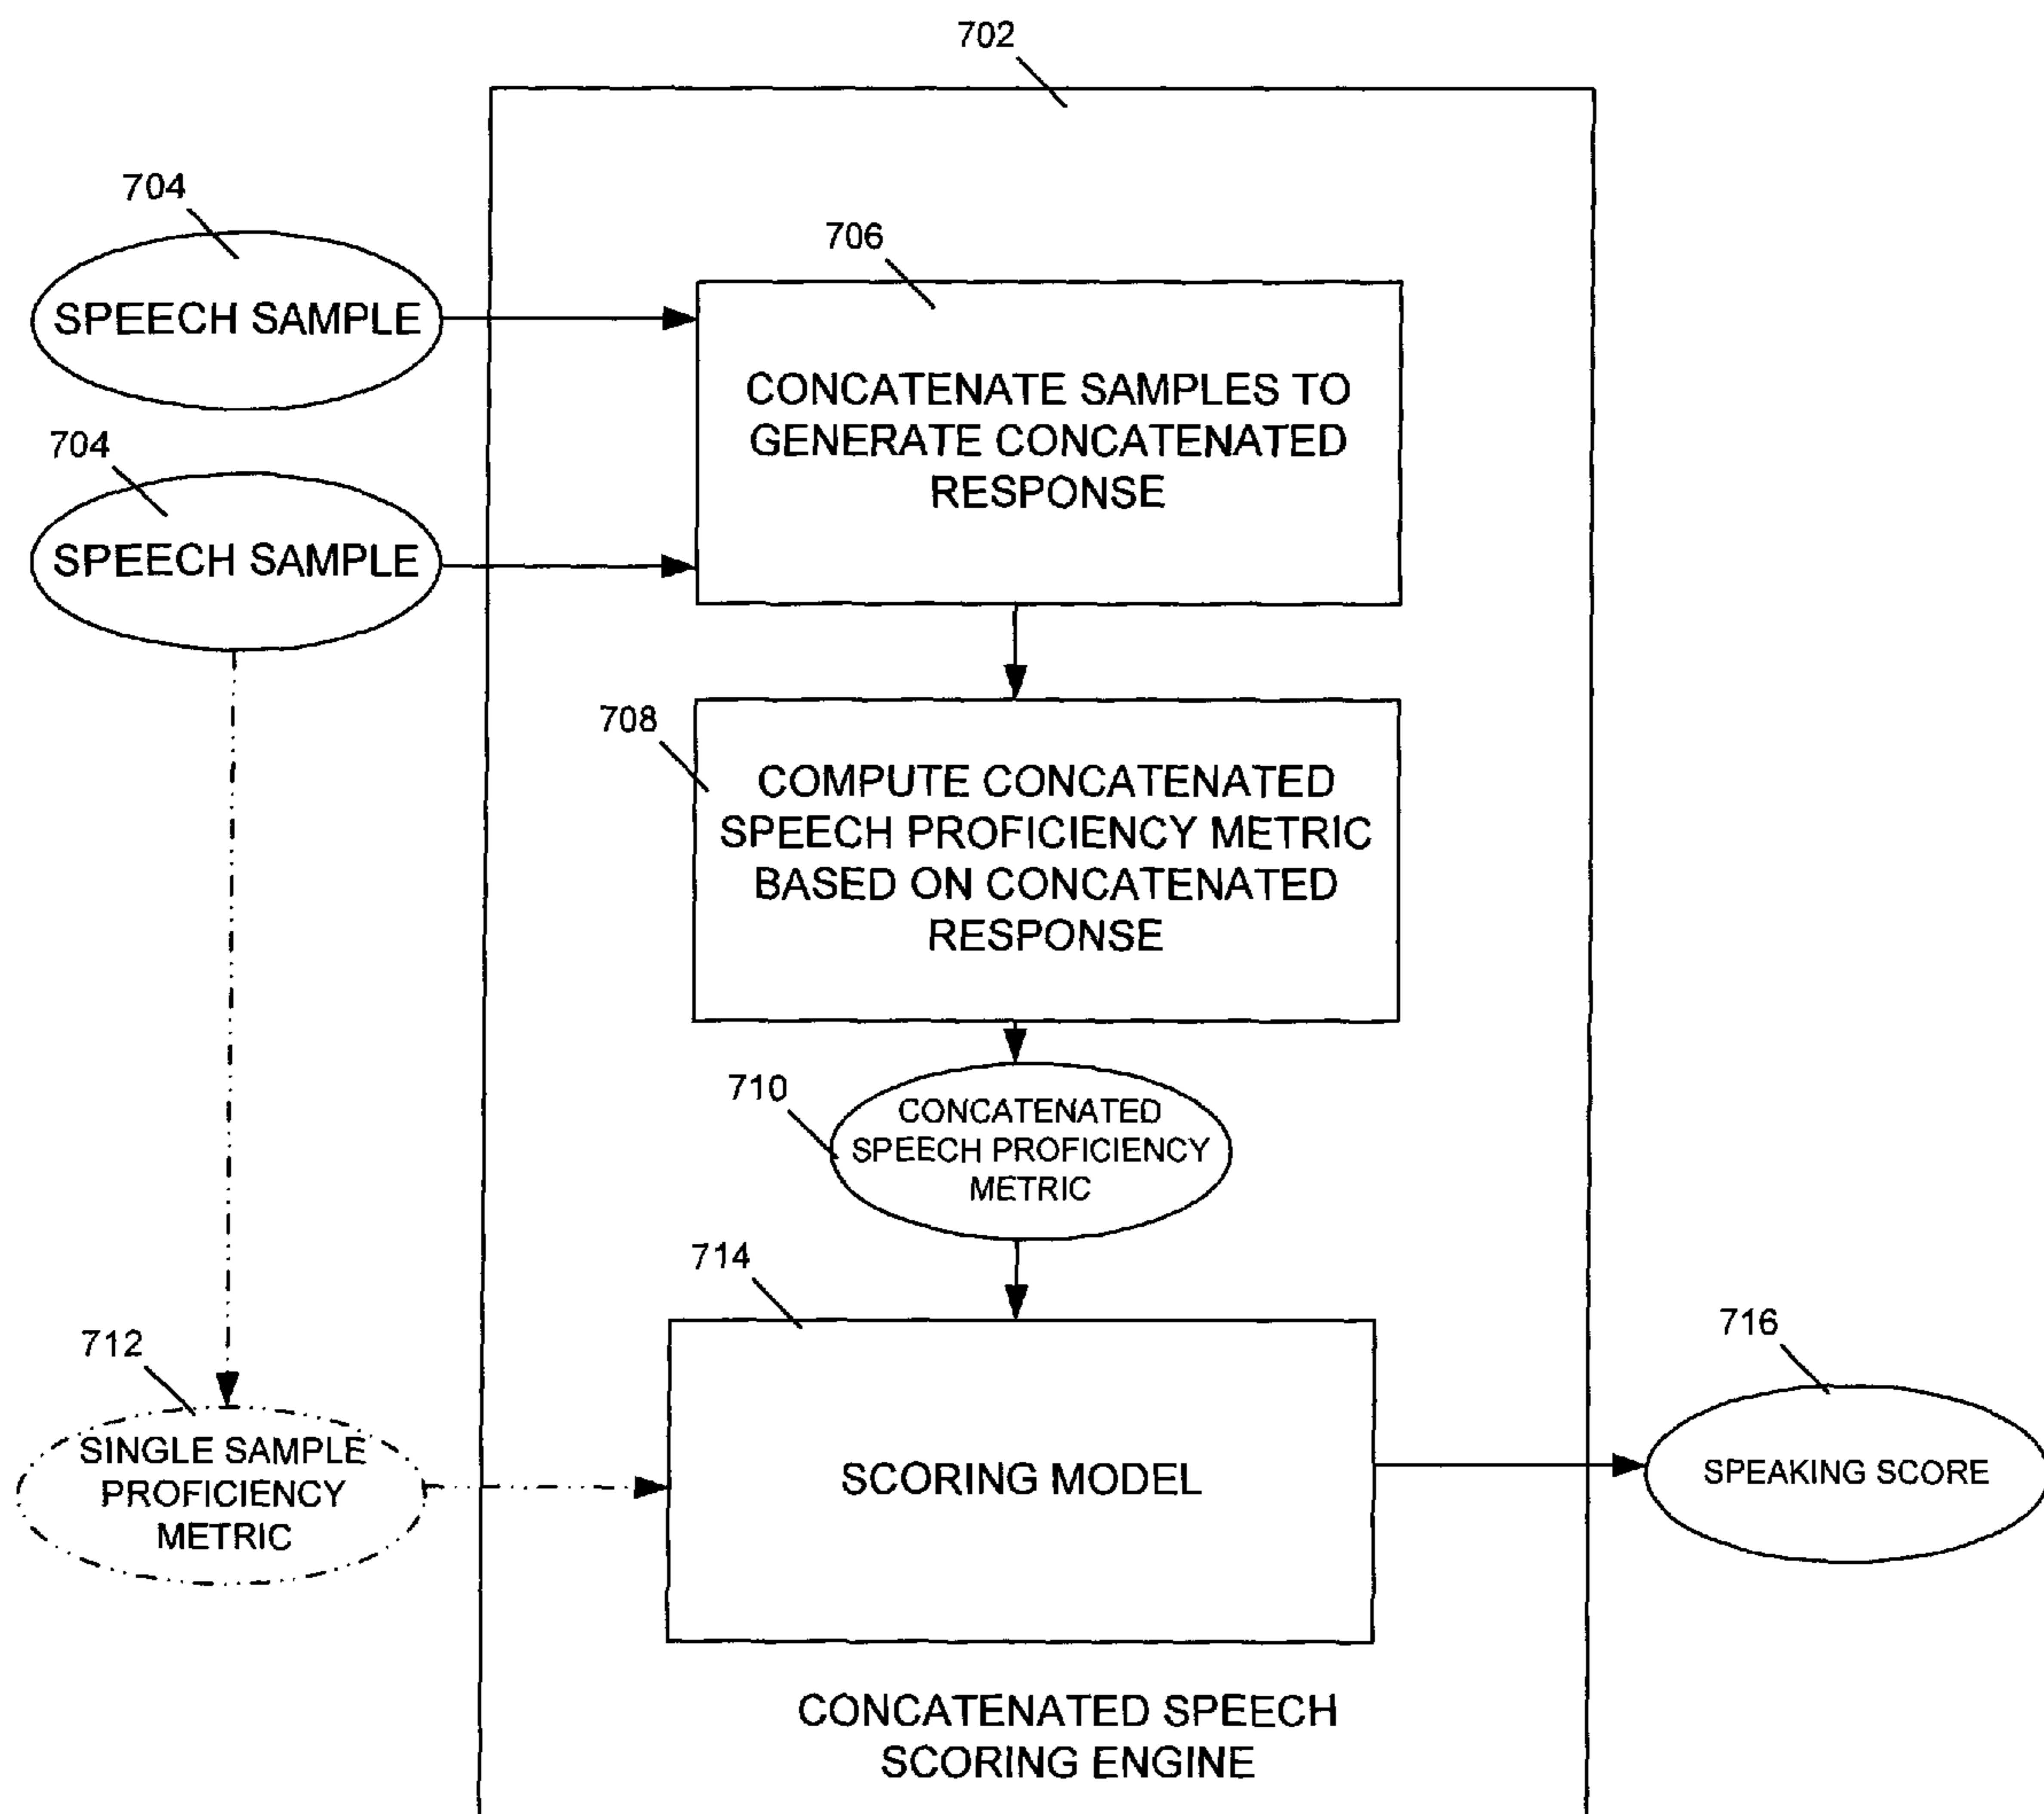 702
704
SPEECH SAMPLE
706
CONCATENATE SAMPLES TO
GENERATE CONCATENATED
RESPONSE
704
SPEECH SAMPLE
708
COMPUTE CONCATENATED
SPEECH PROFICIENCY METRIC
BASED ON CONCATENATED
RESPONSE
710
CONCATENATED
SPEECH PROFICIENCY
METRIC
712
SINGLE SAMPLE
PROFICIENCY
METRIC
714
SCORING MODEL
716
SPEAKING SCORE
CONCATENATED SPEECH
SCORING ENGINE